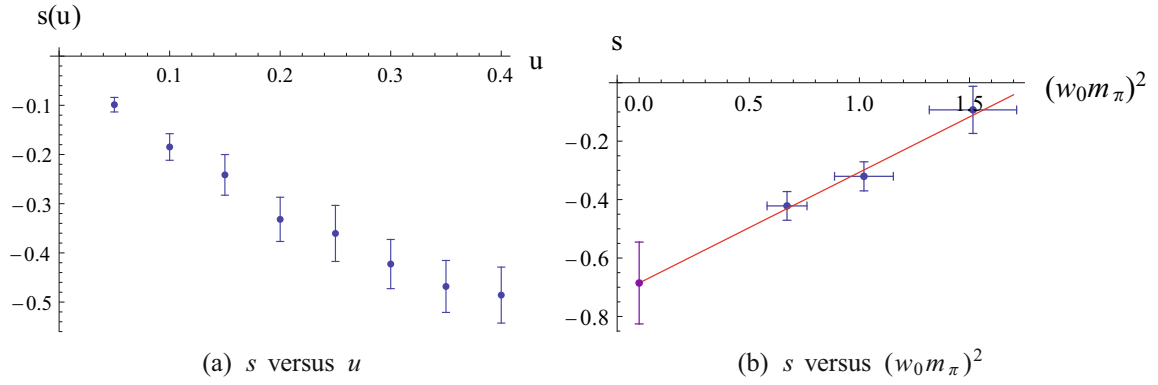 s(u)
0.1 0.2 0.3 0.4 u
−0.1
−0.2
−0.3
−0.4
−0.5
(a) s versus u
s
0.0 0.5 1.0 1.5 (w₀m_π)²
−0.2
−0.4
−0.6
−0.8
(b) s versus (w₀m_π)²